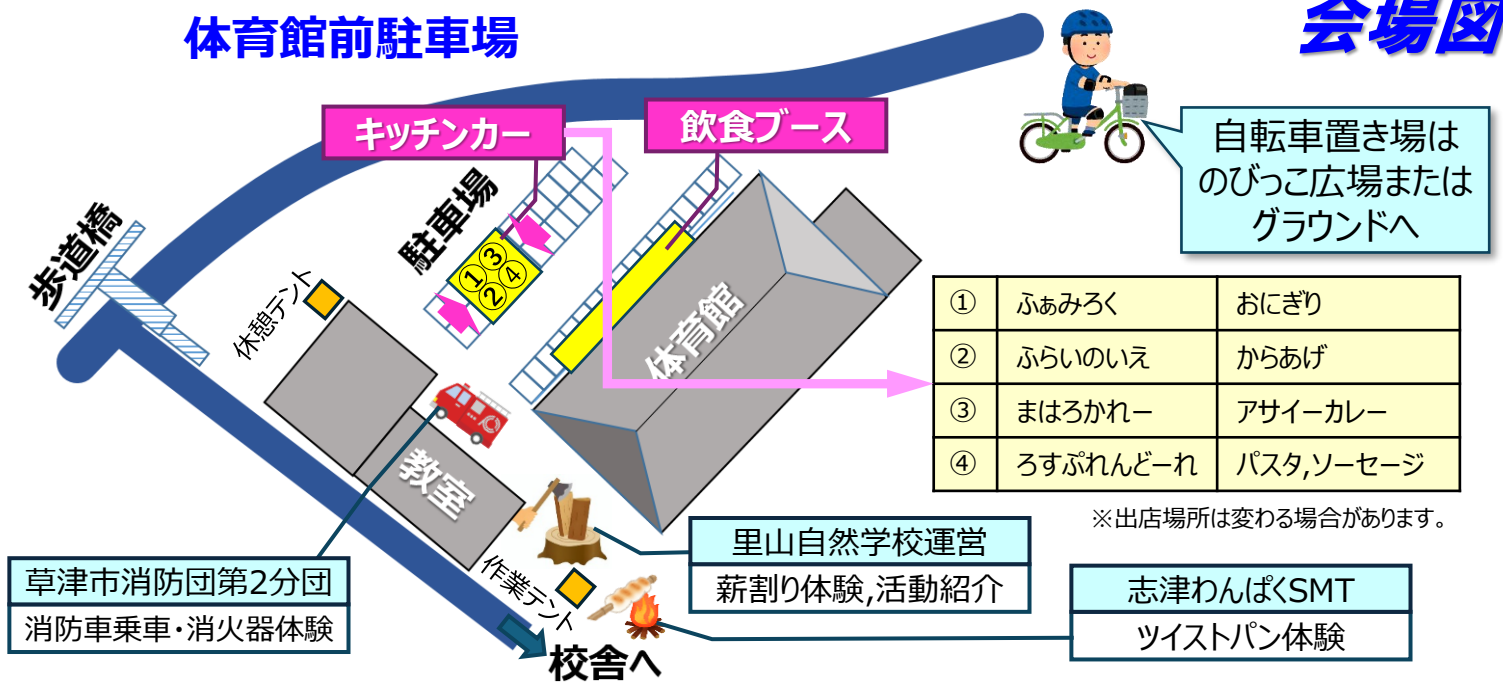 体育館前駐車場
会場図
キッチンカー
飲食ブース
自転車置き場は
のびっこ広場または
グラウンドへ
歩道橋
駐車場
①③
②④
休憩テント
体育館
教室
① ふぁみろく おにぎり
② ふらいのいえ からあげ
③ まはろかれー アサイーカレー
④ ろすぷれんどーれ パスタ,ソーセージ
※出店場所は変わる場合があります。
草津市消防団第2分団
消防車乗車・消火器体験
里山自然学校運営
薪割り体験,活動紹介
作業テント
志津わんぱくSMT
ツイストパン体験
校舎へ